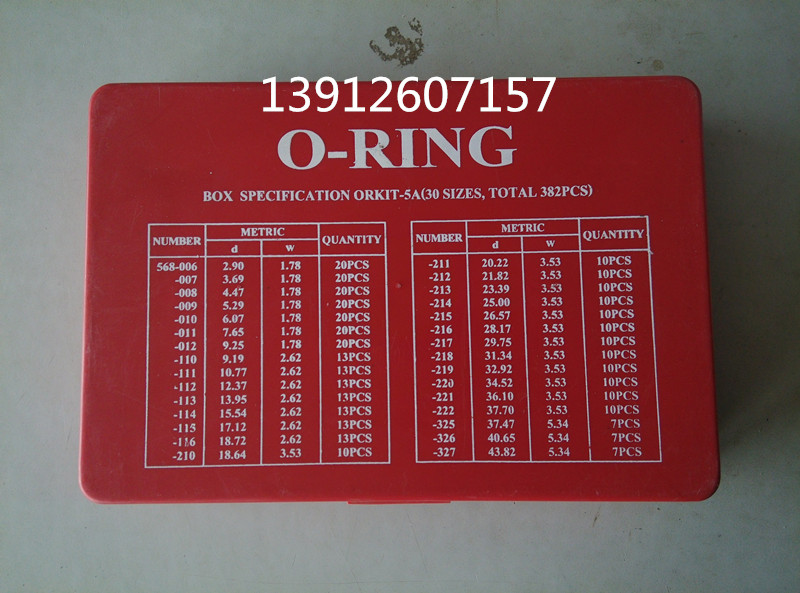 13912607157
O-RING
BOX SPECIFICATION ORKIT-5A(30 SIZES, TOTAL 382PCS)
NUMBER METRIC QUANTITY
d w
568-006 2.90 1.78 20PCS
-007 3.69 1.78 20PCS
-008 4.47 1.78 20PCS
-009 5.29 1.78 20PCS
-010 6.07 1.78 20PCS
-011 7.65 1.78 20PCS
-012 9.25 1.78 20PCS
-110 9.19 2.62 13PCS
-111 10.77 2.62 13PCS
-112 12.37 2.62 13PCS
-113 13.95 2.62 13PCS
-114 15.54 2.62 13PCS
-115 17.12 2.62 13PCS
-116 18.72 2.62 13PCS
-210 18.64 3.53 10PCS
NUMBER METRIC QUANTITY
d w
-211 20.22 3.53 10PCS
-212 21.82 3.53 10PCS
-213 23.39 3.53 10PCS
-214 25.00 3.53 10PCS
-215 26.57 3.53 10PCS
-216 28.17 3.53 10PCS
-217 29.75 3.53 10PCS
-218 31.34 3.53 10PCS
-219 32.92 3.53 10PCS
-220 34.52 3.53 10PCS
-221 36.10 3.53 10PCS
-222 37.70 3.53 10PCS
-325 37.47 5.34 7PCS
-326 40.65 5.34 7PCS
-327 43.82 5.34 7PCS